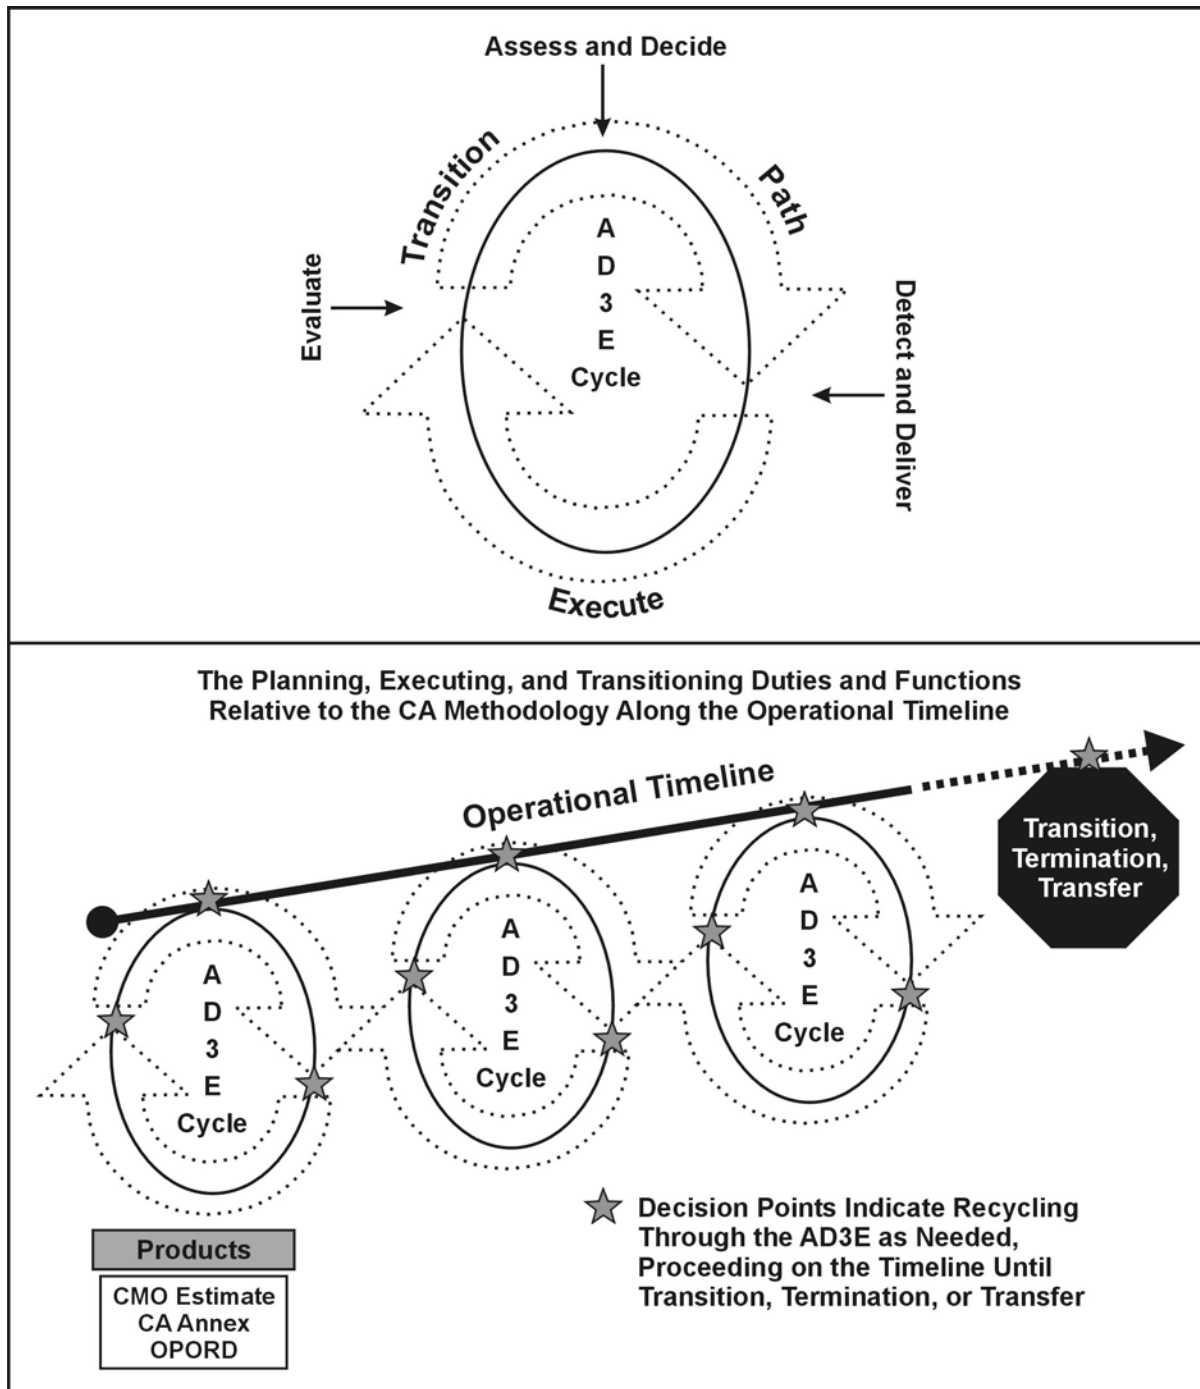 Assess and Decide
Transition
Path
A
D
3
E
Cycle
Evaluate
Detect and Deliver
Execute
The Planning, Executing, and Transitioning Duties and Functions
Relative to the CA Methodology Along the Operational Timeline
Operational Timeline
Transition,
Termination,
Transfer
A
D
3
E
Cycle
A
D
3
E
Cycle
A
D
3
E
Cycle
Products
CMO Estimate
CA Annex
OPORD
Decision Points Indicate Recycling
Through the AD3E as Needed,
Proceeding on the Timeline Until
Transition, Termination, or Transfer